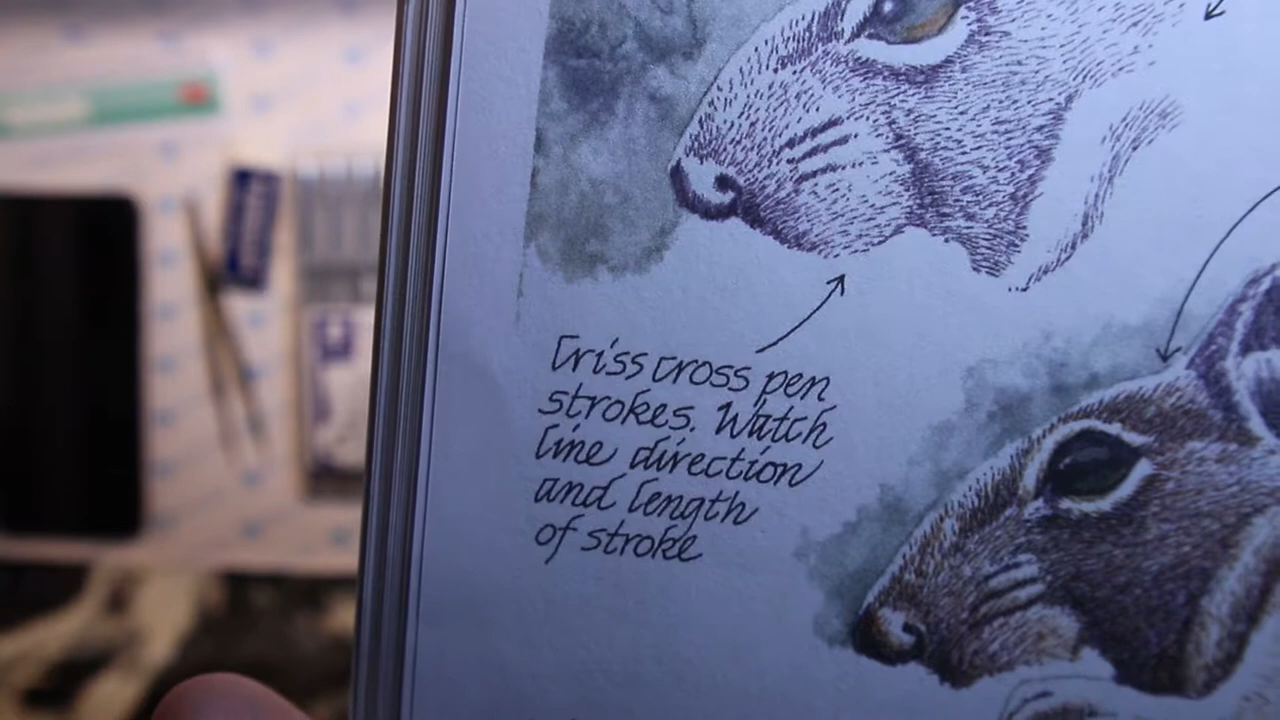 Criss cross pen
strokes. Watch
line direction
and length
of stroke